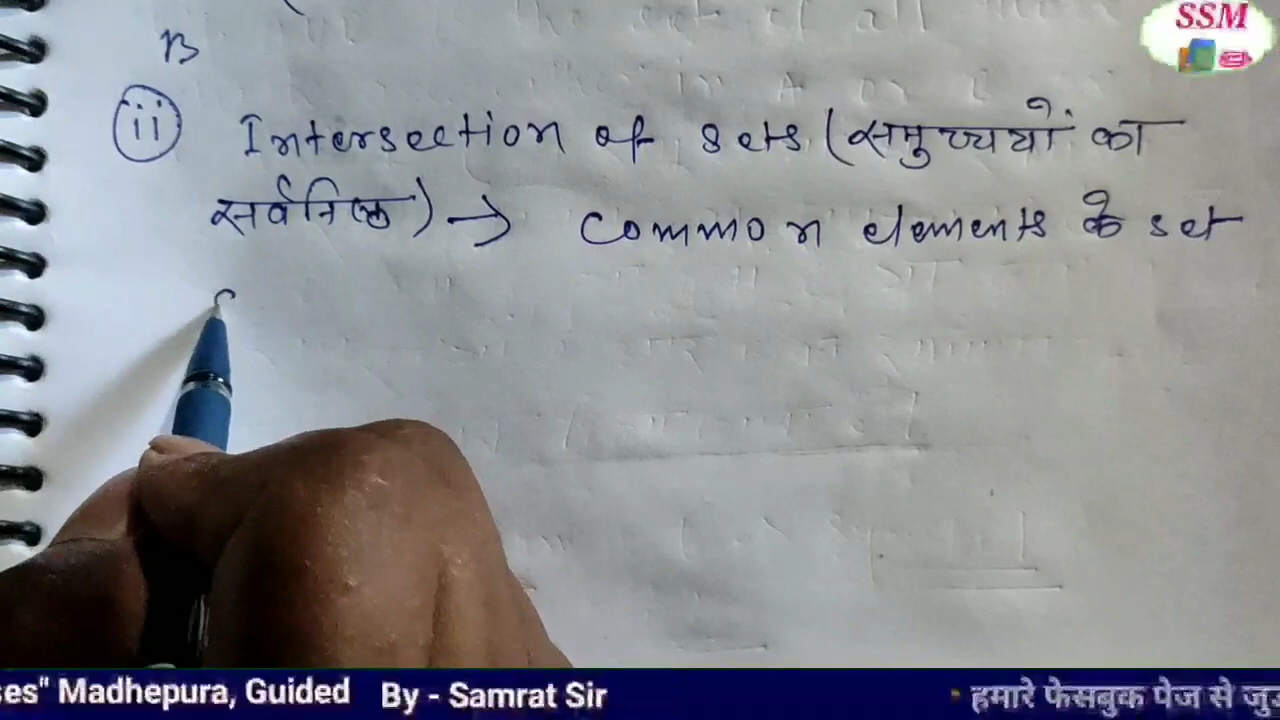 SSM
B
(ii) Intersection of sets (समुच्चयों का
सर्वनिष्ठ) → Common elements के set
ses" Madhepura, Guided By - Samrat Sir
हमारे फेसबुक पेज से जु